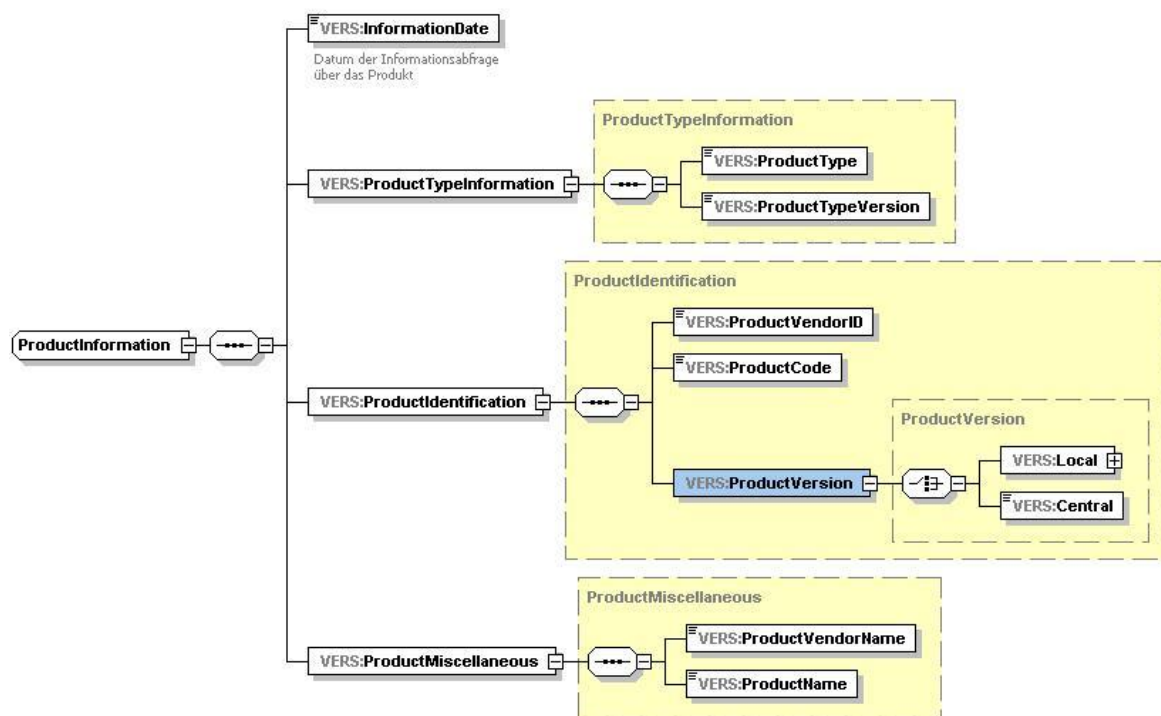 VERS:InformationDate
Datum der Informationsabfrage
über das Produkt
ProductTypeInformation
VERS:ProductType
VERS:ProductTypeInformation
VERS:ProductTypeVersion
ProductIdentification
VERS:ProductVendorID
ProductInformation
VERS:ProductCode
VERS:ProductIdentification
ProductVersion
VERS:Local
VERS:ProductVersion
VERS:Central
ProductMiscellaneous
VERS:ProductVendorName
VERS:ProductMiscellaneous
VERS:ProductName